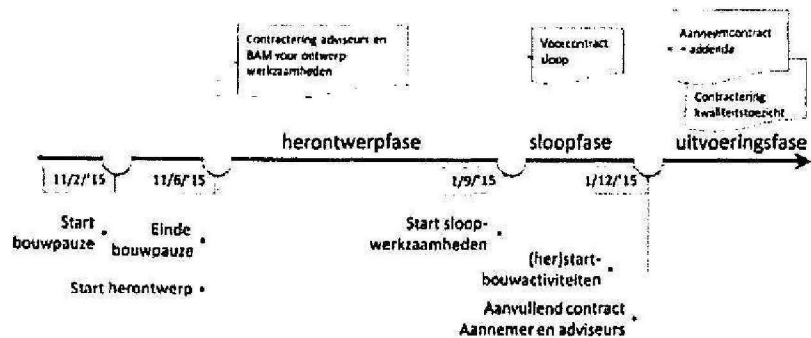 Contractering adviseurs en
BAM voor ontwerp
werkzaamheden
Voorcontract
sloop
Aanneemcontract
+ addenda
Contractering
kwaliteitstoezicht
herontwerpfase
sloopfase
uitvoeringsfase
11/2/'15
11/6/'15
1/9/'15
1/12/'15
Start
bouwpauze
Einde
bouwpauze
Start herontwerp
Start sloop-
werkzaamheden
(her)start-
bouwactiviteiten
Aanvullend contract
Aannemer en adviseurs